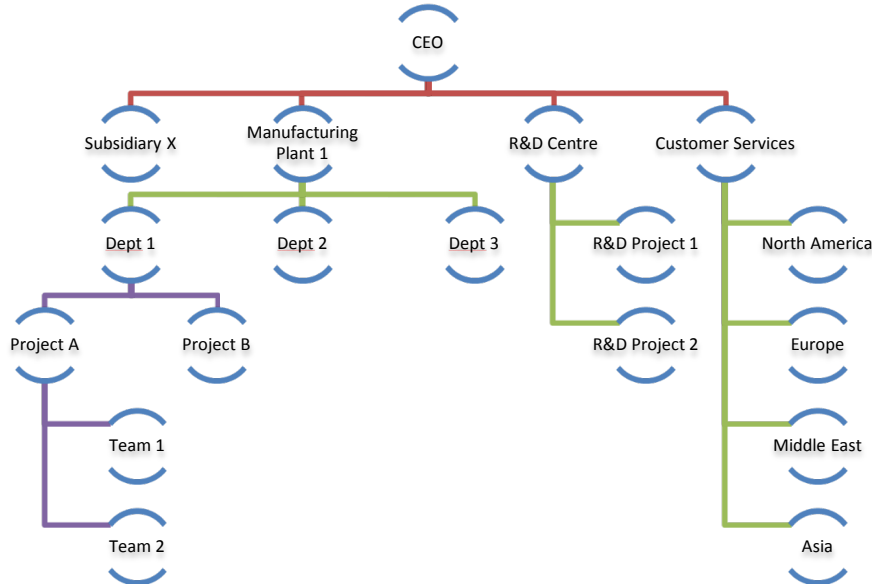 CEO
Subsidiary X
Manufacturing
Plant 1
R&D Centre
Customer Services
Dept 1
Dept 2
Dept 3
R&D Project 1
North America
Project A
Project B
R&D Project 2
Europe
Team 1
Middle East
Team 2
Asia